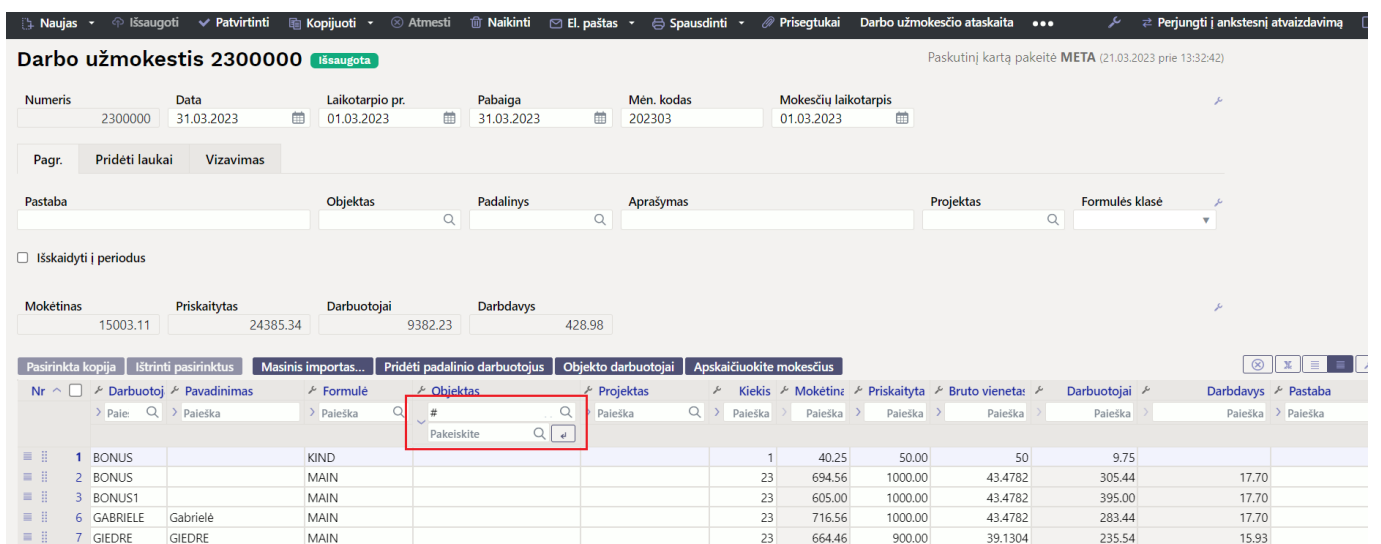 Naujas Išsaugoti Patvirtinti Kopijuoti Atmesti Naikinti El. paštas Spausdinti Prisegtukai Darbo užmokesčio ataskaita Perjungti į ankstesnį atvaizdavimą
Darbo užmokestis 2300000 Išsaugota Paskutinį kartą pakeitė META (21.03.2023 prie 13:32:42)
Numeris Data Laikotarpio pr. Pabaiga Mėn. kodas Mokesčių laikotarpis
2300000 31.03.2023 01.03.2023 31.03.2023 202303 01.03.2023
Pagr. Pridėti laukai Vizavimas
Pastaba Objektas Padalinys Aprašymas Projektas Formulės klasė
Išskaidyti į periodus
Mokėtinas Priskaitytas Darbuotojai Darbdavys
15003.11 24385.34 9382.23 428.98
Pasirinkta kopija Ištrinti pasirinktus Masinis importas... Pridėti padalinio darbuotojus Objekto darbuotojai Apskaičiuokite mokesčius
Nr Darbuotoj Pavadinimas Formulė Objektas Projektas Kiekis Mokėtina Priskaityta Bruto vienetas Darbuotojai Darbdavys Pastaba
Paie: Paieška Paieška # Paieška Paieška Paieška Paieška Paieška Paieška Paieška Paieška
Pakeiskite
1 BONUS KIND 1 40.25 50.00 50 9.75
2 BONUS MAIN 23 694.56 1000.00 43.4782 305.44 17.70
3 BONUS1 MAIN 23 605.00 1000.00 43.4782 395.00 17.70
6 GABRIELE Gabrielė MAIN 23 716.56 1000.00 43.4782 283.44 17.70
7 GIEDRE GIEDRE MAIN 23 664.46 900.00 39.1304 235.54 15.93